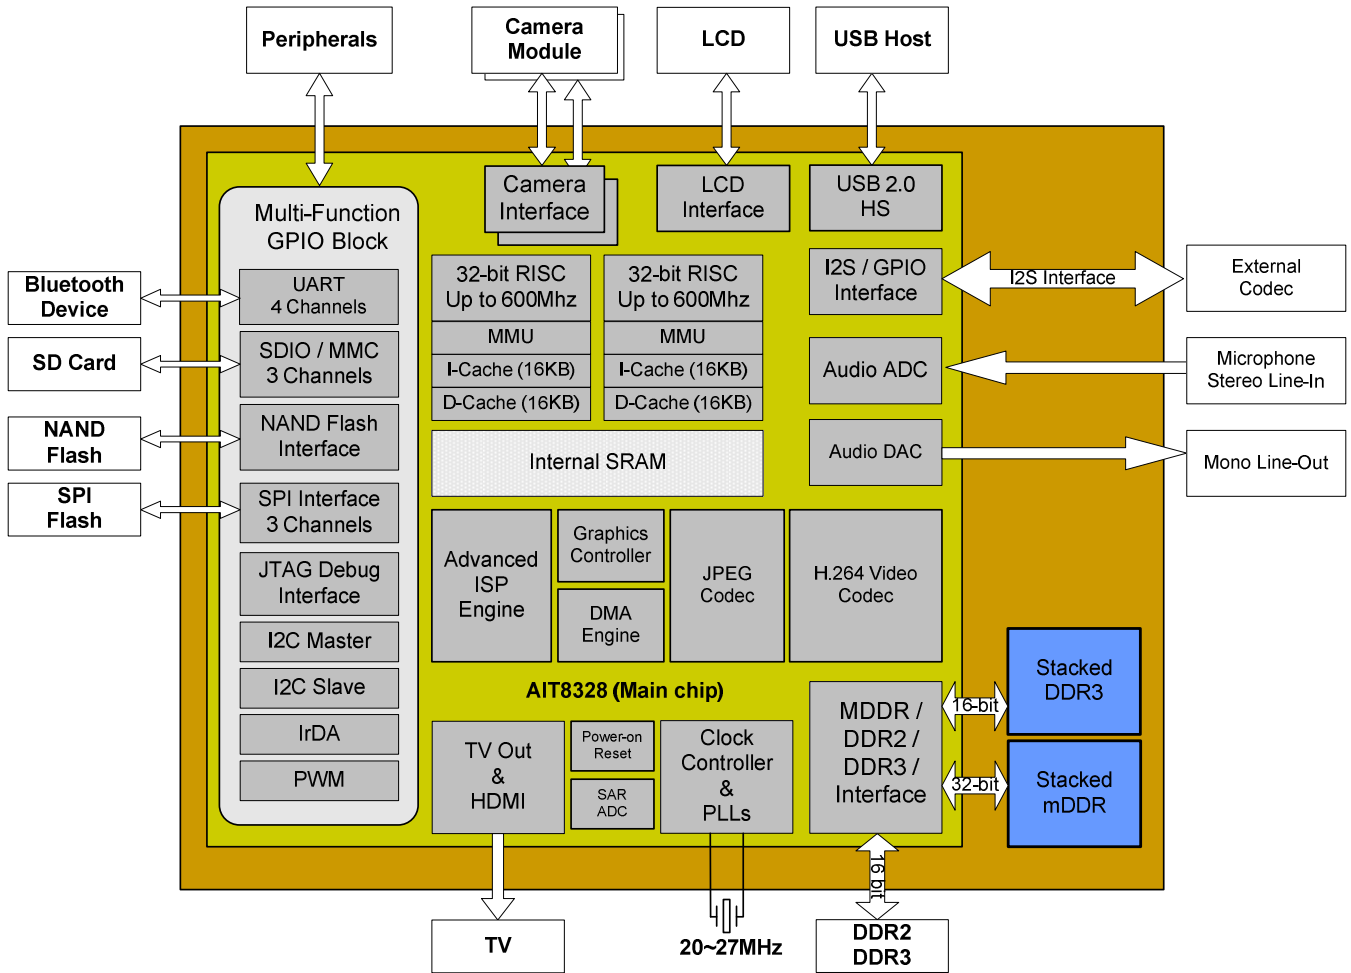 Peripherals
Camera
Module
LCD
USB Host
Camera
Interface
LCD
Interface
USB 2.0
HS
Multi-Function
GPIO Block
UART
4 Channels
SDIO / MMC
3 Channels
NAND Flash
Interface
SPI Interface
3 Channels
JTAG Debug
Interface
I2C Master
I2C Slave
IrDA
PWM
Bluetooth
Device
SD Card
NAND
Flash
SPI
Flash
32-bit RISC
Up to 600Mhz
MMU
I-Cache (16KB)
D-Cache (16KB)
32-bit RISC
Up to 600Mhz
MMU
I-Cache (16KB)
D-Cache (16KB)
Internal SRAM
I2S / GPIO
Interface
I2S Interface
External
Codec
Audio ADC
Microphone
Stereo Line-In
Audio DAC
Mono Line-Out
Advanced
ISP
Engine
Graphics
Controller
DMA
Engine
JPEG
Codec
H.264 Video
Codec
AIT8328 (Main chip)
TV Out
&
HDMI
Power-on
Reset
SAR
ADC
Clock
Controller
&
PLLs
MDDR /
DDR2 /
DDR3 /
Interface
16-bit
32-bit
Stacked
DDR3
Stacked
mDDR
16 bit
TV
20~27MHz
DDR2
DDR3